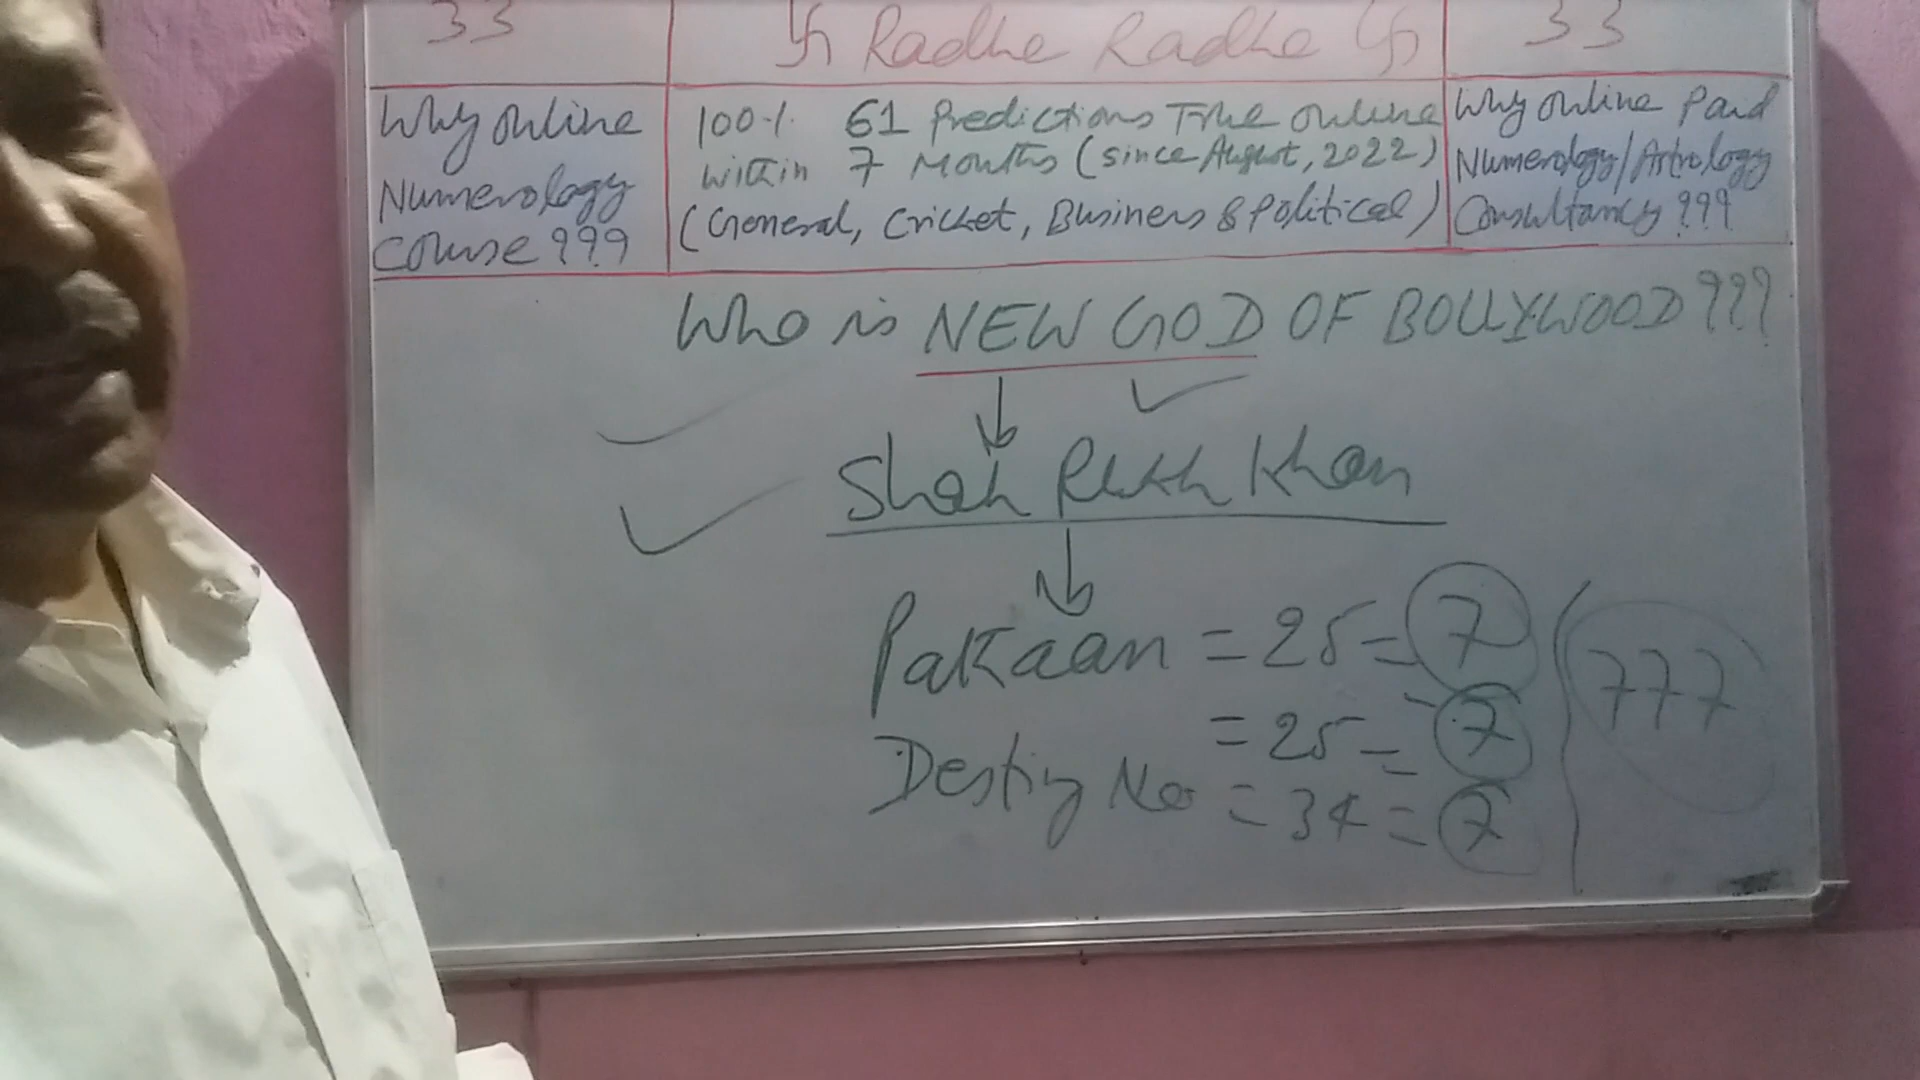 33
卐 Radhe Radhe 卐
33
Why online
Numerology
Course ???
100% 61 Predictions True online
within 7 Months (since August, 2022)
(General, Cricket, Business & Political)
Why online Paid
Numerology/Astrology
Consultancy ???
Who is NEW GOD OF BOLLYWOOD ???
Shah Rukh Khan
Pakaan = 25 = 7
= 25 = 7
Destiny No = 34 = 7
777